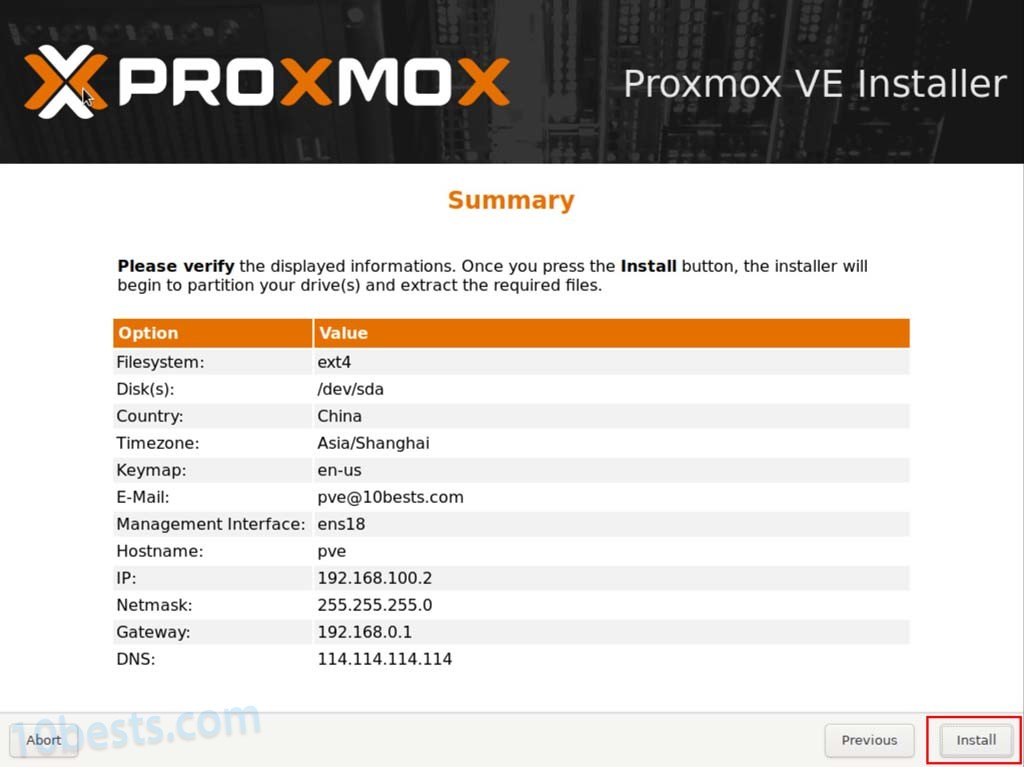 PROXMOX
Proxmox VE Installer
Summary
Please verify the displayed informations. Once you press the Install button, the installer will
begin to partition your drive(s) and extract the required files.
Option Value
Filesystem: ext4
Disk(s): /dev/sda
Country: China
Timezone: Asia/Shanghai
Keymap: en-us
E-Mail: pve@10bests.com
Management Interface: ens18
Hostname: pve
IP: 192.168.100.2
Netmask: 255.255.255.0
Gateway: 192.168.0.1
DNS: 114.114.114.114
10bests.com
Abort Previous Install